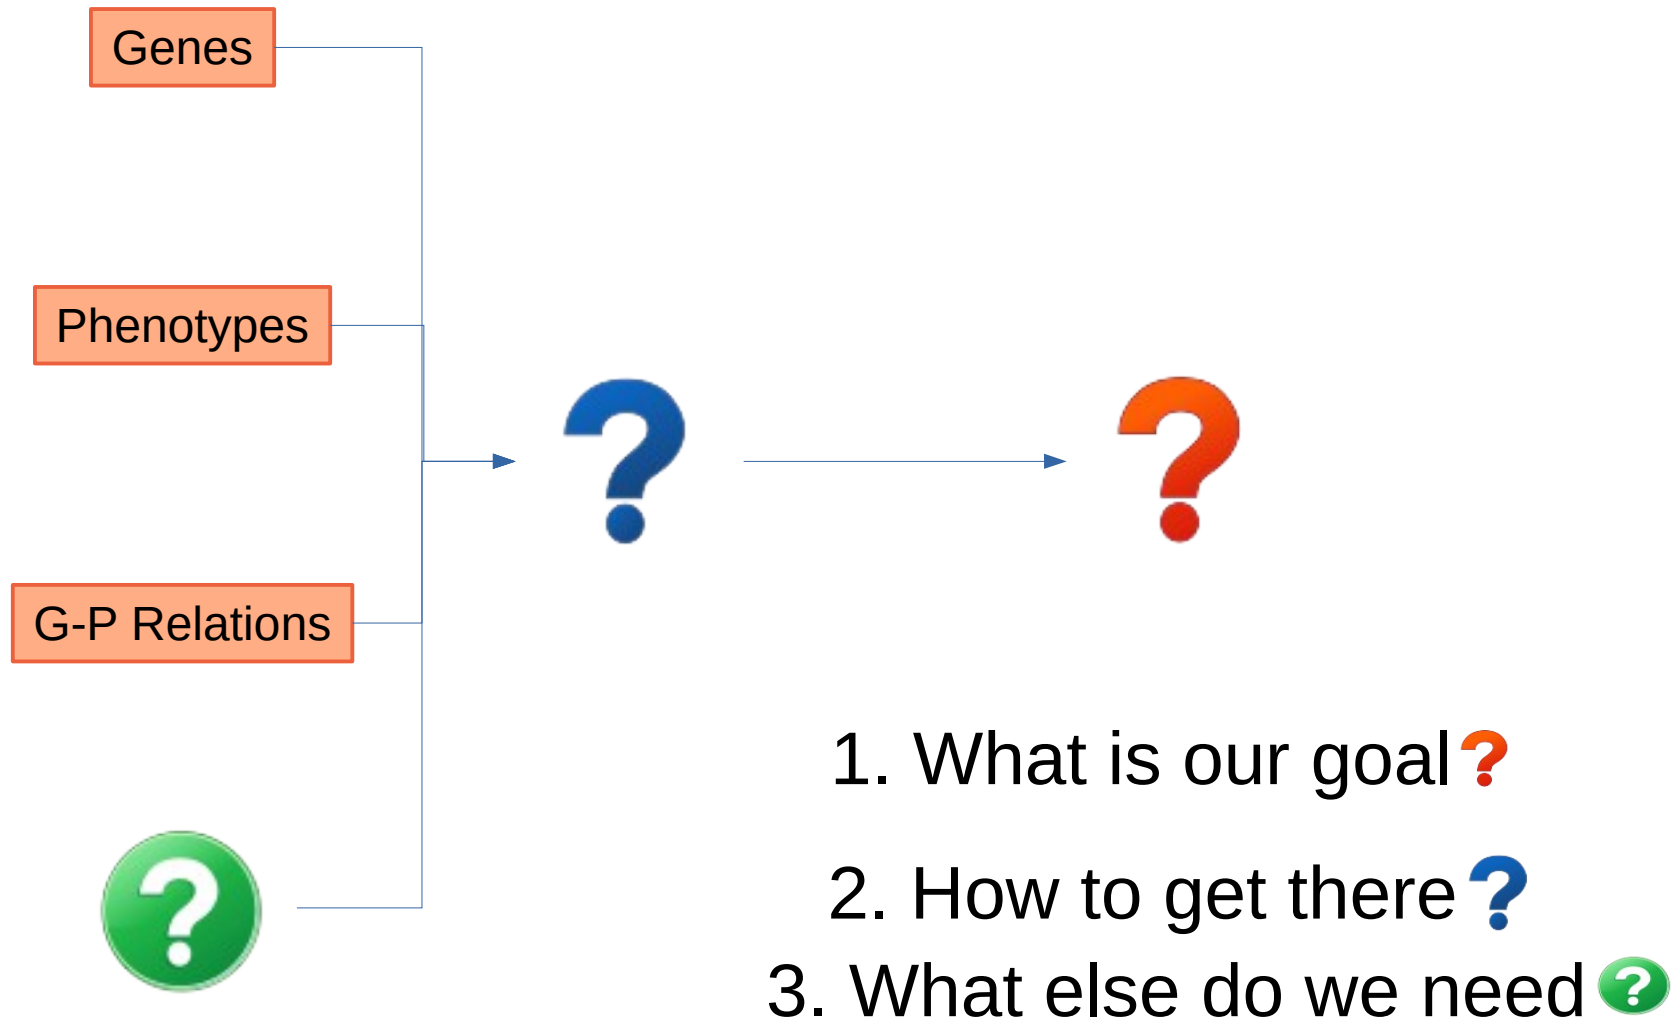 Genes
Phenotypes
G-P Relations
?
?
?
1. What is our goal?
2. How to get there?
3. What else do we need?